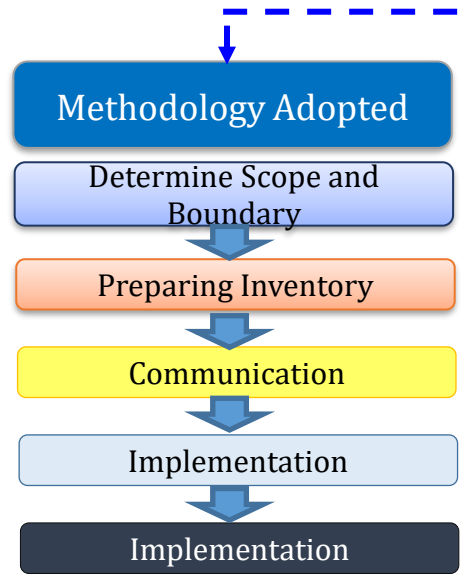 Methodology Adopted
Determine Scope and
Boundary
Preparing Inventory
Communication
Implementation
Implementation